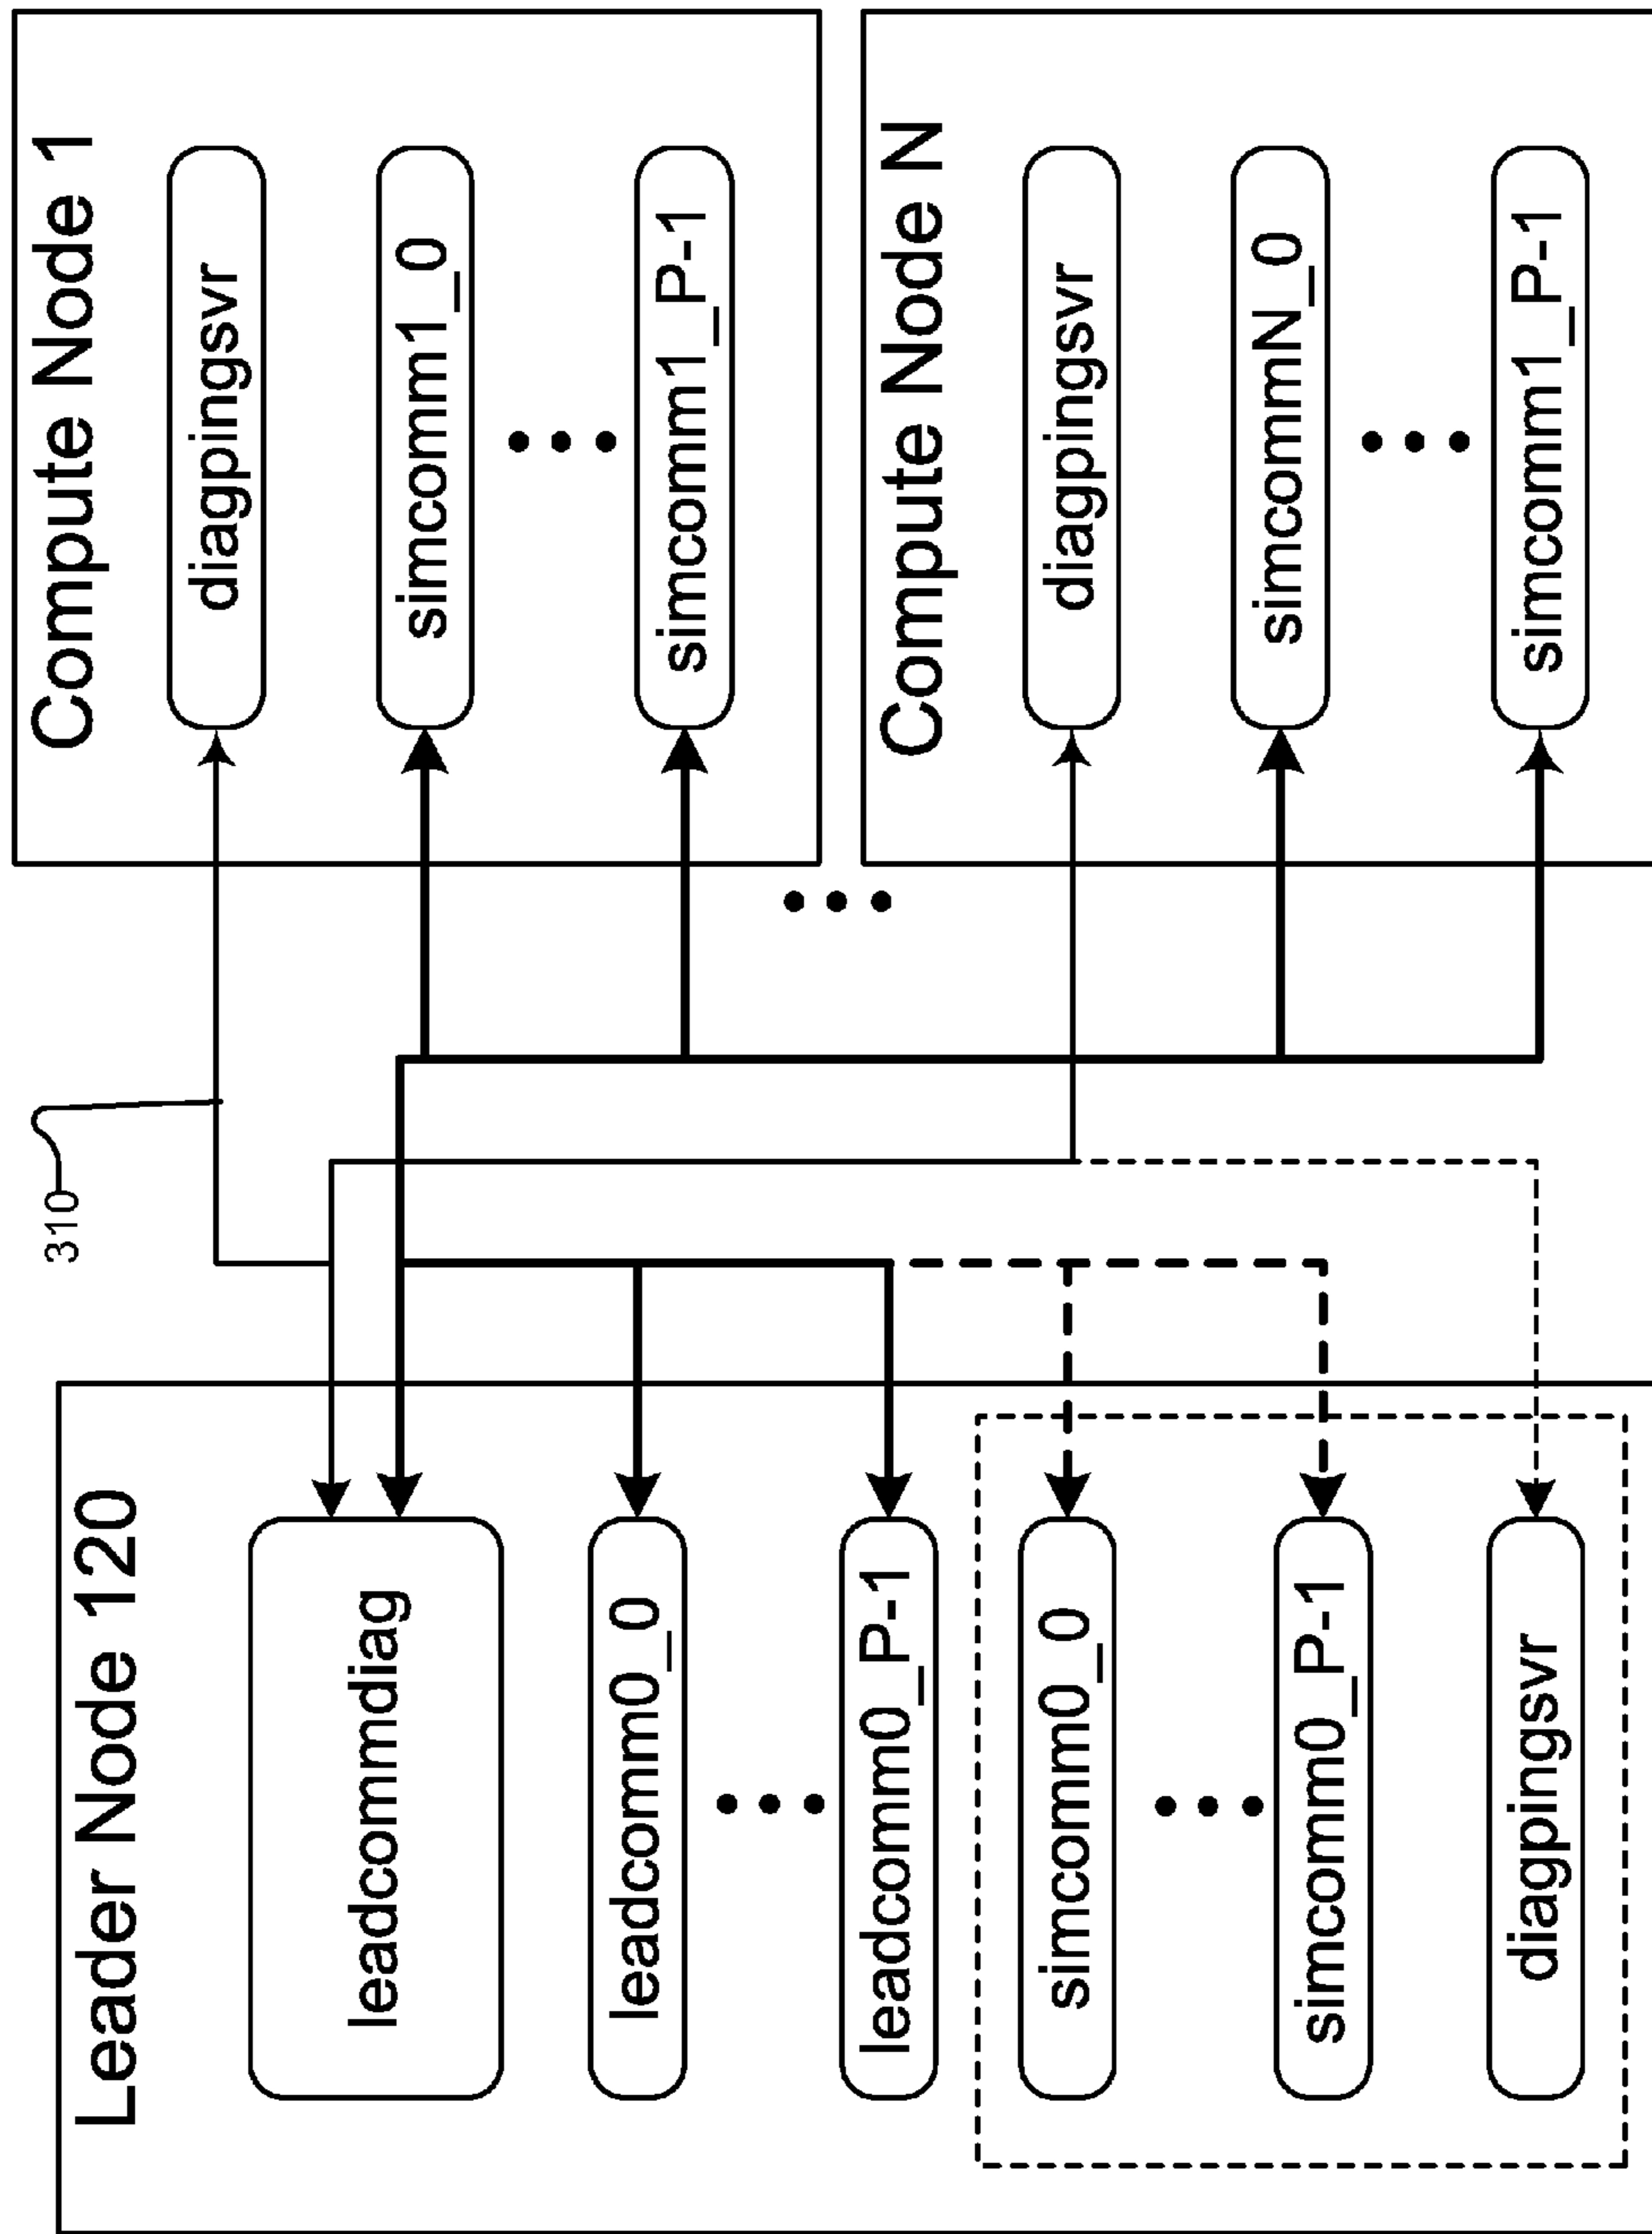 Leader Node 120
leadcommdiag
leadcomm0_0
leadcomm0_P-1
simcomm0_0
simcomm0_P-1
diagpingsvr
310
Compute Node 1
diagpingsvr
simcomm1_0
simcomm1_P-1
Compute Node N
diagpingsvr
simcommN_0
simcomm1_P-1